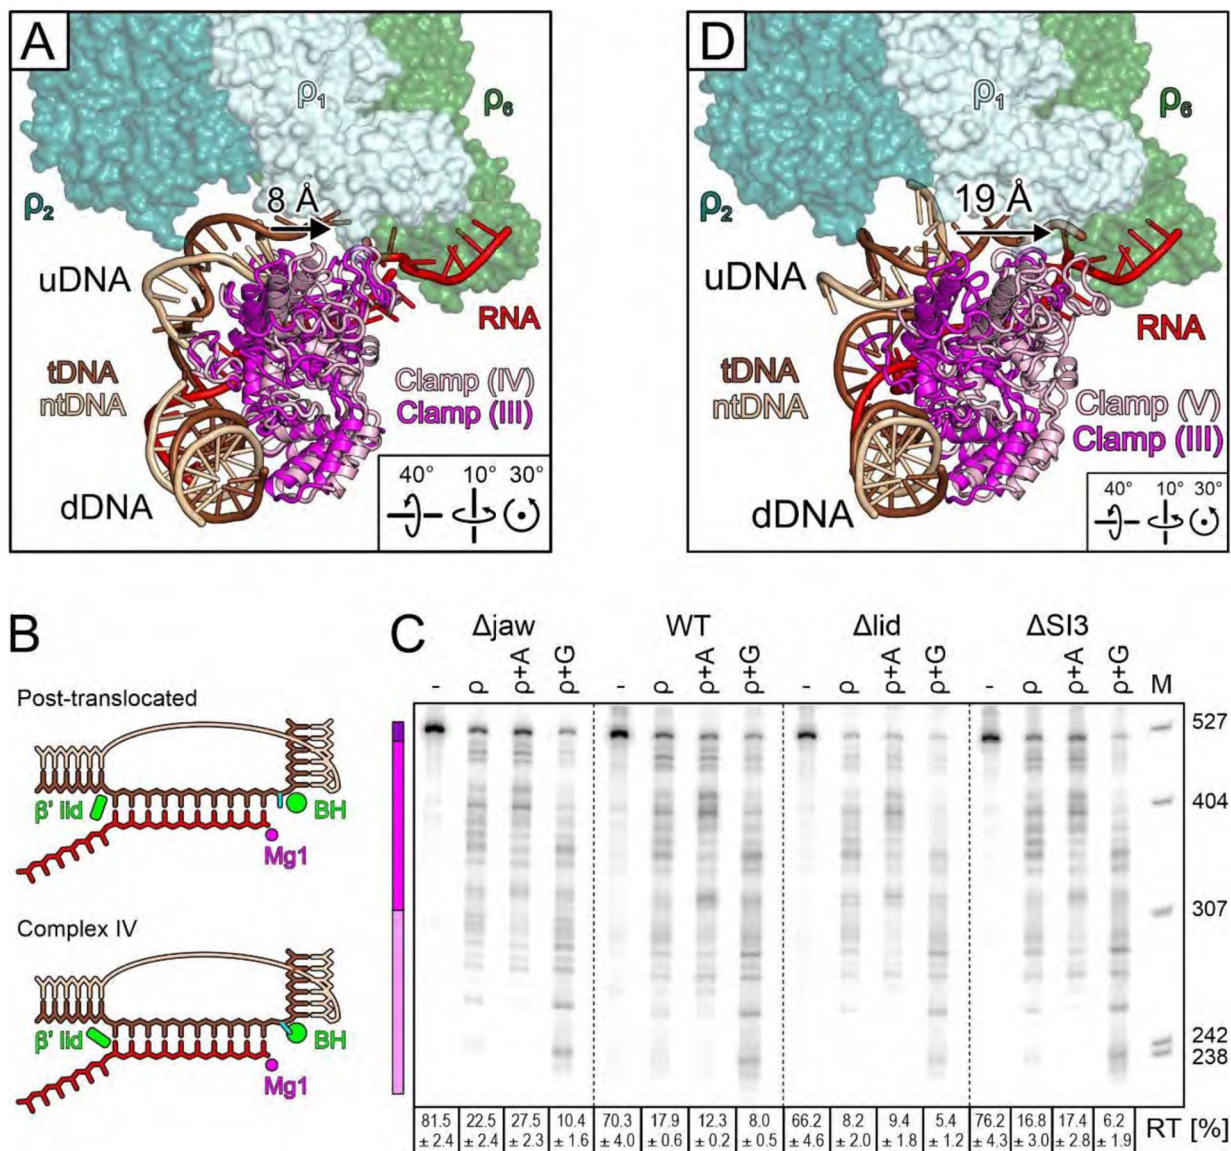 A
ρ1
ρ6
8 Å
ρ2
uDNA
RNA
tDNA
ntDNA
Clamp (IV)
Clamp (III)
dDNA
40° 10° 30°
D
ρ1
ρ6
19 Å
ρ2
uDNA
RNA
tDNA
ntDNA
Clamp (V)
Clamp (III)
dDNA
40° 10° 30°
B
Post-translocated
β' lid
BH
Mg1
Complex IV
β' lid
BH
Mg1
C
Δjaw WT Δlid ΔSI3
- ρ ρ+A ρ+G - ρ ρ+A ρ+G - ρ ρ+A ρ+G - ρ ρ+A ρ+G M
527
404
307
242
238
81.5 22.5 27.5 10.4 70.3 17.9 12.3 8.0 66.2 8.2 9.4 5.4 76.2 16.8 17.4 6.2 RT [%]
± 2.4 ± 2.4 ± 2.3 ± 1.6 ± 4.0 ± 0.6 ± 0.2 ± 0.5 ± 4.6 ± 2.0 ± 1.8 ± 1.2 ± 4.3 ± 3.0 ± 2.8 ± 1.9